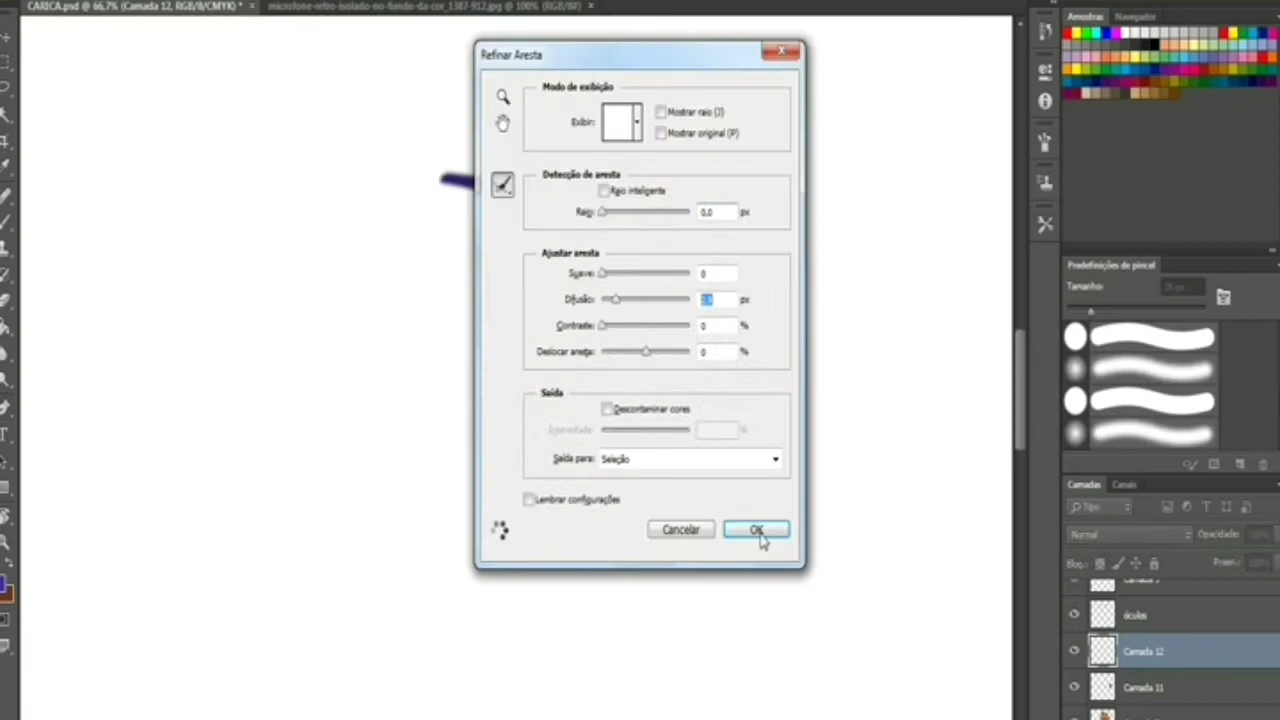 CARICA.psd @ 66,7% (Camada 12, RGB/8/CMYK) *
microfone-retro-isolado-no-fundo-da-cor_1387-912.jpg @ 100% (RGB/8#)
Refinar Aresta
Modo de exibição
Exibir:
Mostrar raio (J)
Mostrar original (P)
Detecção de aresta
Raio inteligente
Raio: 0,0 px
Ajustar aresta
Suave: 0
Difusão: px
Contraste: 0 %
Deslocar aresta: 0 %
Saída
Descontaminar cores
Intensidade: %
Saída para: Seleção
Lembrar configurações
Cancelar
OK
Amostras
Navegador
Predefinições de pincel
Tamanho:
Camadas
Canais
Tipo
Normal
Opacidade:
Bloq.:
Preen.:
óculos
Camada 12
Camada 11